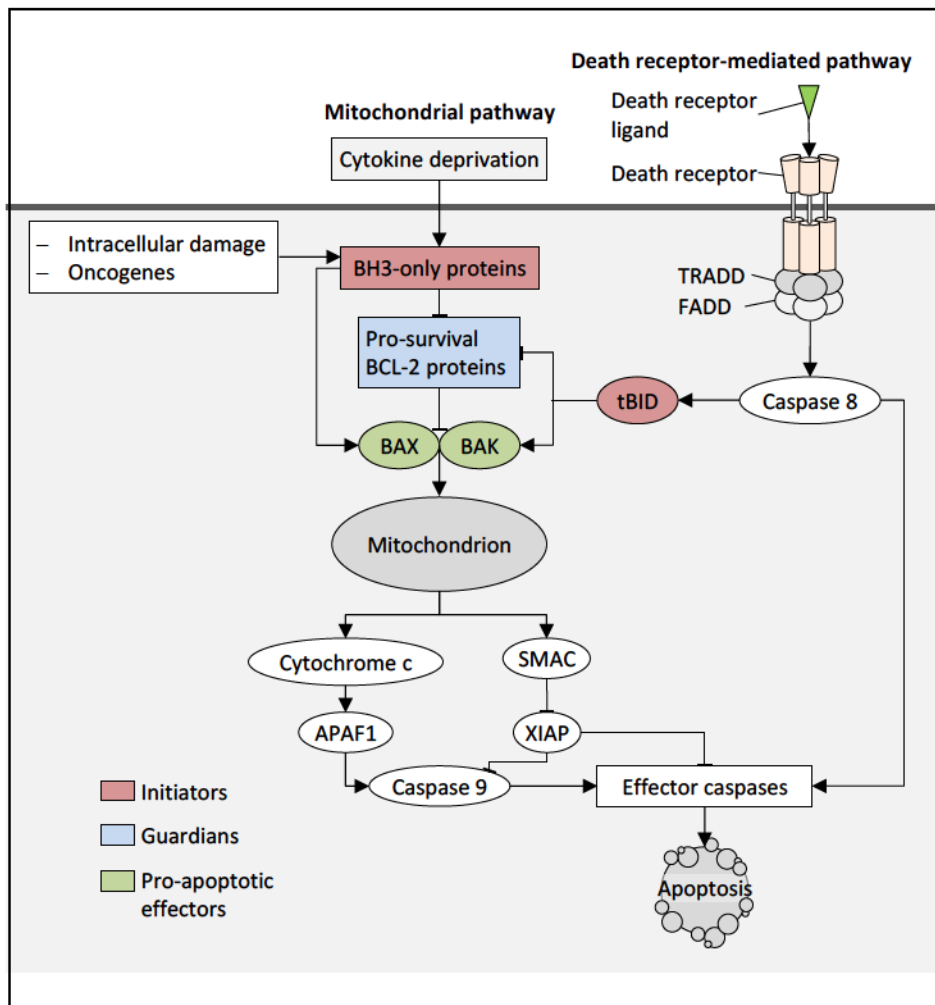 Death receptor-mediated pathway
Death receptor
ligand
Mitochondrial pathway
Cytokine deprivation
Death receptor
– Intracellular damage
– Oncogenes
BH3-only proteins
TRADD
FADD
Pro-survival
BCL-2 proteins
tBID
Caspase 8
BAX
BAK
Mitochondrion
Cytochrome c
SMAC
APAF1
XIAP
Caspase 9
Effector caspases
Initiators
Guardians
Pro-apoptotic
effectors
Apoptosis